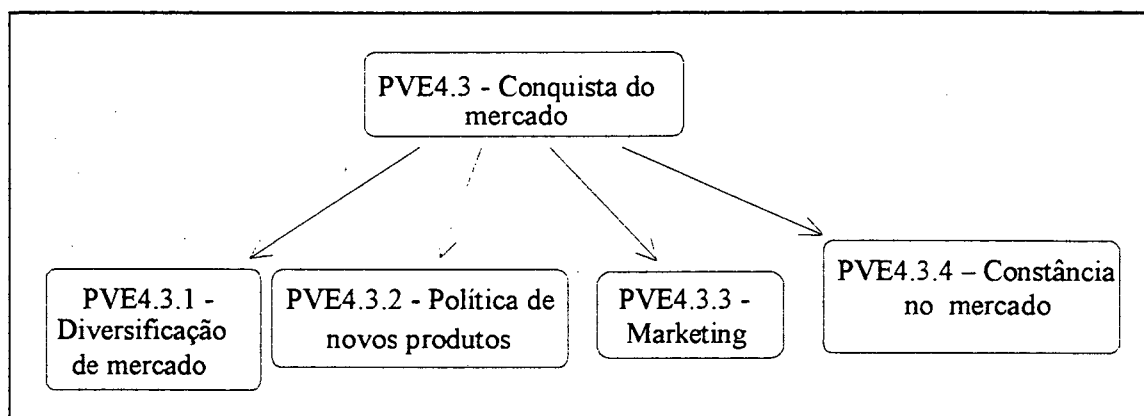 PVE4.3 - Conquista do
mercado
PVE4.3.1 -
Diversificação
de mercado
PVE4.3.2 - Política de
novos produtos
PVE4.3.3 -
Marketing
PVE4.3.4 – Constância
no mercado